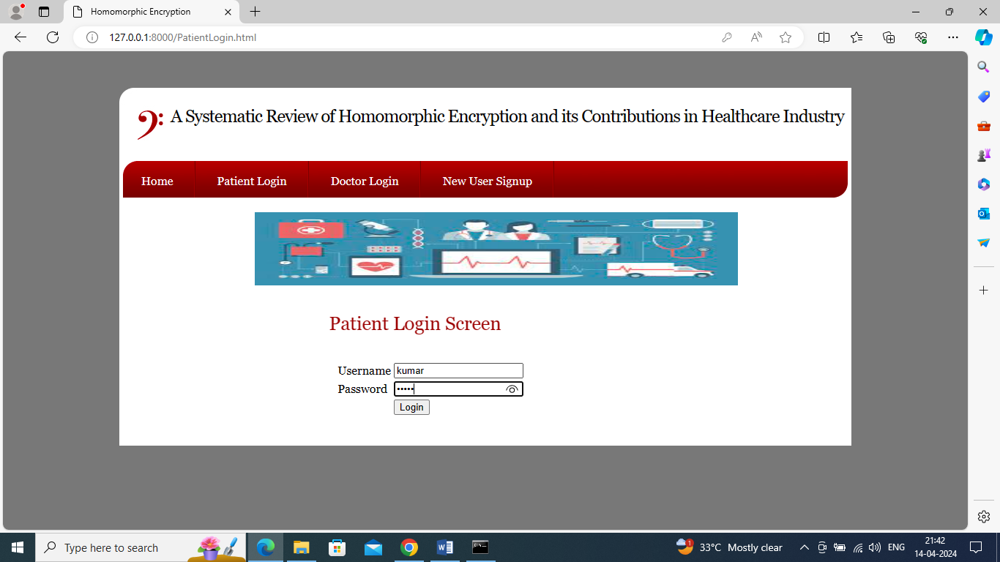 Homomorphic Encryption
127.0.0.1:8000/PatientLogin.html
A Systematic Review of Homomorphic Encryption and its Contributions in Healthcare Industry
Home Patient Login Doctor Login New User Signup
Patient Login Screen
Username kumar
Password •••••
Login
Type here to search
1 33°C Mostly clear ENG 21:42
14-04-2024